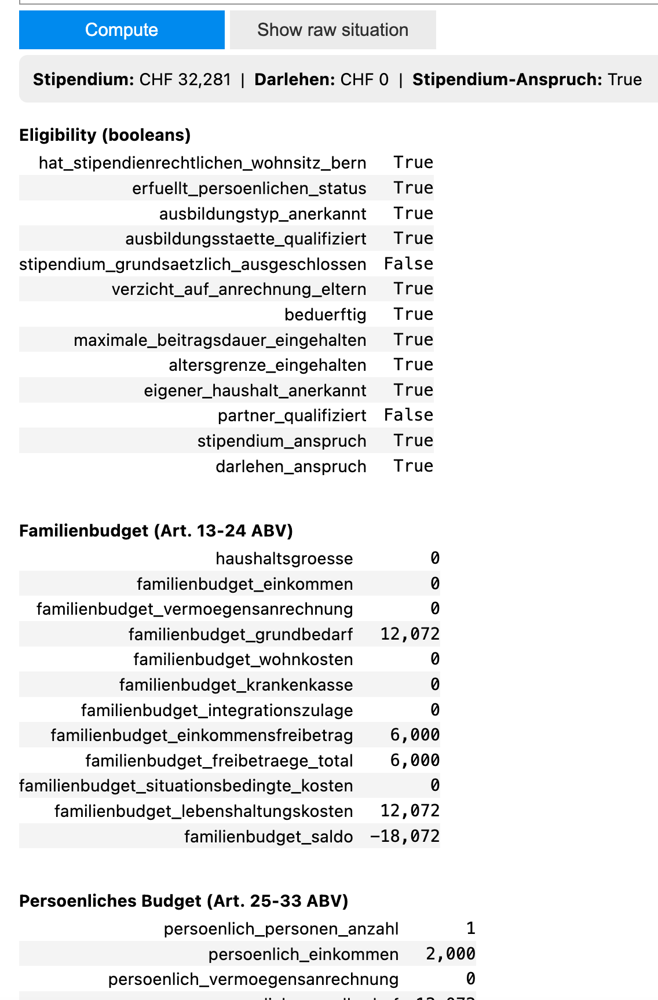 Compute Show raw situation
Stipendium: CHF 32,281 | Darlehen: CHF 0 | Stipendium-Anspruch: True
Eligibility (booleans)
hat_stipendienrechtlichen_wohnsitz_bern True
erfuellt_persoenlichen_status True
ausbildungstyp_anerkannt True
ausbildungsstaette_qualifiziert True
stipendium_grundsaetzlich_ausgeschlossen False
verzicht_auf_anrechnung_eltern True
beduerftig True
maximale_beitragsdauer_eingehalten True
altersgrenze_eingehalten True
eigener_haushalt_anerkannt True
partner_qualifiziert False
stipendium_anspruch True
darlehen_anspruch True
Familienbudget (Art. 13-24 ABV)
haushaltsgroesse 0
familienbudget_einkommen 0
familienbudget_vermoegensanrechnung 0
familienbudget_grundbedarf 12,072
familienbudget_wohnkosten 0
familienbudget_krankenkasse 0
familienbudget_integrationszulage 0
familienbudget_einkommensfreibetrag 6,000
familienbudget_freibetraege_total 6,000
familienbudget_situationsbedingte_kosten 0
familienbudget_lebenshaltungskosten 12,072
familienbudget_saldo −18,072
Persoenliches Budget (Art. 25-33 ABV)
persoenlich_personen_anzahl 1
persoenlich_einkommen 2,000
persoenlich_vermoegensanrechnung 0